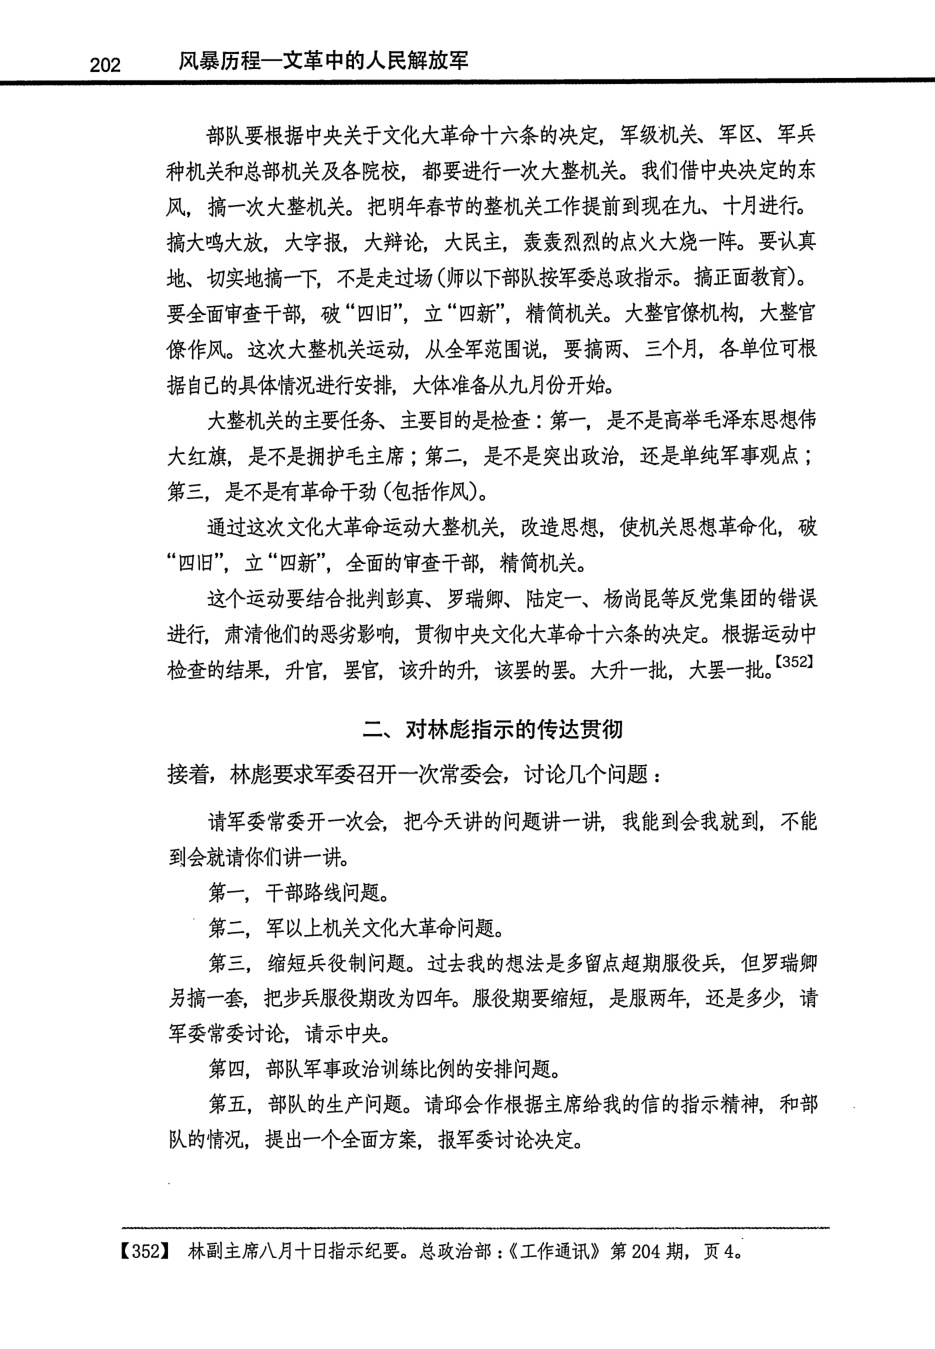 202 风暴历程—文革中的人民解放军
部队要根据中央关于文化大革命十六条的决定，军级机关、军区、军兵
种机关和总部机关及各院校，都要进行一次大整机关。我们借中央决定的东
风，搞一次大整机关。把明年春节的整机关工作提前到现在九、十月进行。
搞大鸣大放，大字报，大辩论，大民主，轰轰烈烈的点火大烧一阵。要认真
地、切实地搞一下，不是走过场（师以下部队按军委总政指示。搞正面教育）。
要全面审查干部，破“四旧”，立“四新”，精简机关。大整官僚机构，大整官
僚作风。这次大整机关运动，从全军范围说，要搞两、三个月，各单位可根
据自己的具体情况进行安排，大体准备从九月份开始。
大整机关的主要任务、主要目的是检查：第一，是不是高举毛泽东思想伟
大红旗，是不是拥护毛主席；第二，是不是突出政治，还是单纯军事观点；
第三，是不是有革命干劲（包括作风）。
通过这次文化大革命运动大整机关，改造思想，使机关思想革命化，破
“四旧”，立“四新”，全面的审查干部，精简机关。
这个运动要结合批判彭真、罗瑞卿、陆定一、杨尚昆等反党集团的错误
进行，肃清他们的恶劣影响，贯彻中央文化大革命十六条的决定。根据运动中
检查的结果，升官，罢官，该升的升，该罢的罢。大升一批，大罢一批。【352】
二、对林彪指示的传达贯彻
接着，林彪要求军委召开一次常委会，讨论几个问题：
请军委常委开一次会，把今天讲的问题讲一讲，我能到会我就到，不能
到会就请你们讲一讲。
第一，干部路线问题。
第二，军以上机关文化大革命问题。
第三，缩短兵役制问题。过去我的想法是多留点超期服役兵，但罗瑞卿
另搞一套，把步兵服役期改为四年。服役期要缩短，是服两年，还是多少，请
军委常委讨论，请示中央。
第四，部队军事政治训练比例的安排问题。
第五，部队的生产问题。请邱会作根据主席给我的信的指示精神，和部
队的情况，提出一个全面方案，报军委讨论决定。
【352】 林副主席八月十日指示纪要。总政治部：《工作通讯》第 204 期，页 4。